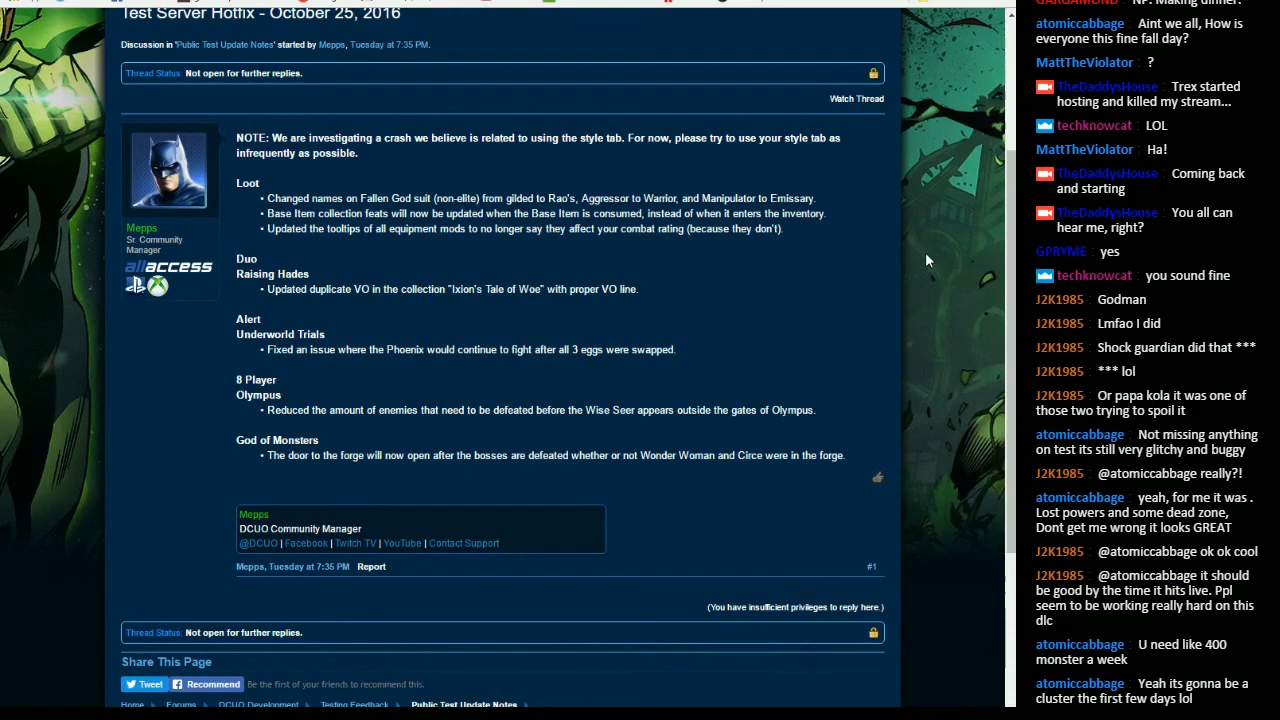 Test Server Hotfix - October 25, 2016
Discussion in 'Public Test Update Notes' started by Mepps, Tuesday at 7:35 PM.
Thread Status: Not open for further replies.
Watch Thread
Mepps
Sr. Community
Manager
allaccess
NOTE: We are investigating a crash we believe is related to using the style tab. For now, please try to use your style tab as
infrequently as possible.
Loot
• Changed names on Fallen God suit (non-elite) from gilded to Rao's, Aggressor to Warrior, and Manipulator to Emissary.
• Base Item collection feats will now be updated when the Base Item is consumed, instead of when it enters the inventory.
• Updated the tooltips of all equipment mods to no longer say they affect your combat rating (because they don't).
Duo
Raising Hades
• Updated duplicate VO in the collection "Ixion's Tale of Woe" with proper VO line.
Alert
Underworld Trials
• Fixed an issue where the Phoenix would continue to fight after all 3 eggs were swapped.
8 Player
Olympus
• Reduced the amount of enemies that need to be defeated before the Wise Seer appears outside the gates of Olympus.
God of Monsters
• The door to the forge will now open after the bosses are defeated whether or not Wonder Woman and Circe were in the forge.
Mepps
DCUO Community Manager
@DCUO | Facebook | Twitch TV | YouTube | Contact Support
Mepps, Tuesday at 7:35 PM Report
#1
(You have insufficient privileges to reply here.)
Thread Status: Not open for further replies.
Share This Page
Tweet Recommend Be the first of your friends to recommend this.
Home Forums DCUO Development Testing Feedback Public Test Update Notes
GARGAMOND : NP. Making dinner.
atomiccabbage : Aint we all, How is
everyone this fine fall day?
MattTheViolator : ?
TheDaddysHouse : Trex started
hosting and killed my stream...
techknowcat : LOL
MattTheViolator : Ha!
TheDaddysHouse : Coming back
and starting
TheDaddysHouse : You all can
hear me, right?
GPRYME : yes
techknowcat : you sound fine
J2K1985 : Godman
J2K1985 : Lmfao I did
J2K1985 : Shock guardian did that ***
J2K1985 : *** lol
J2K1985 : Or papa kola it was one of
those two trying to spoil it
atomiccabbage : Not missing anything
on test its still very glitchy and buggy
J2K1985 : @atomiccabbage really?!
atomiccabbage : yeah, for me it was .
Lost powers and some dead zone,
Dont get me wrong it looks GREAT
J2K1985 : @atomiccabbage ok ok cool
J2K1985 : @atomiccabbage it should
be good by the time it hits live. Ppl
seem to be working really hard on this
dlc
atomiccabbage : U need like 400
monster a week
atomiccabbage : Yeah its gonna be a
cluster the first few days lol